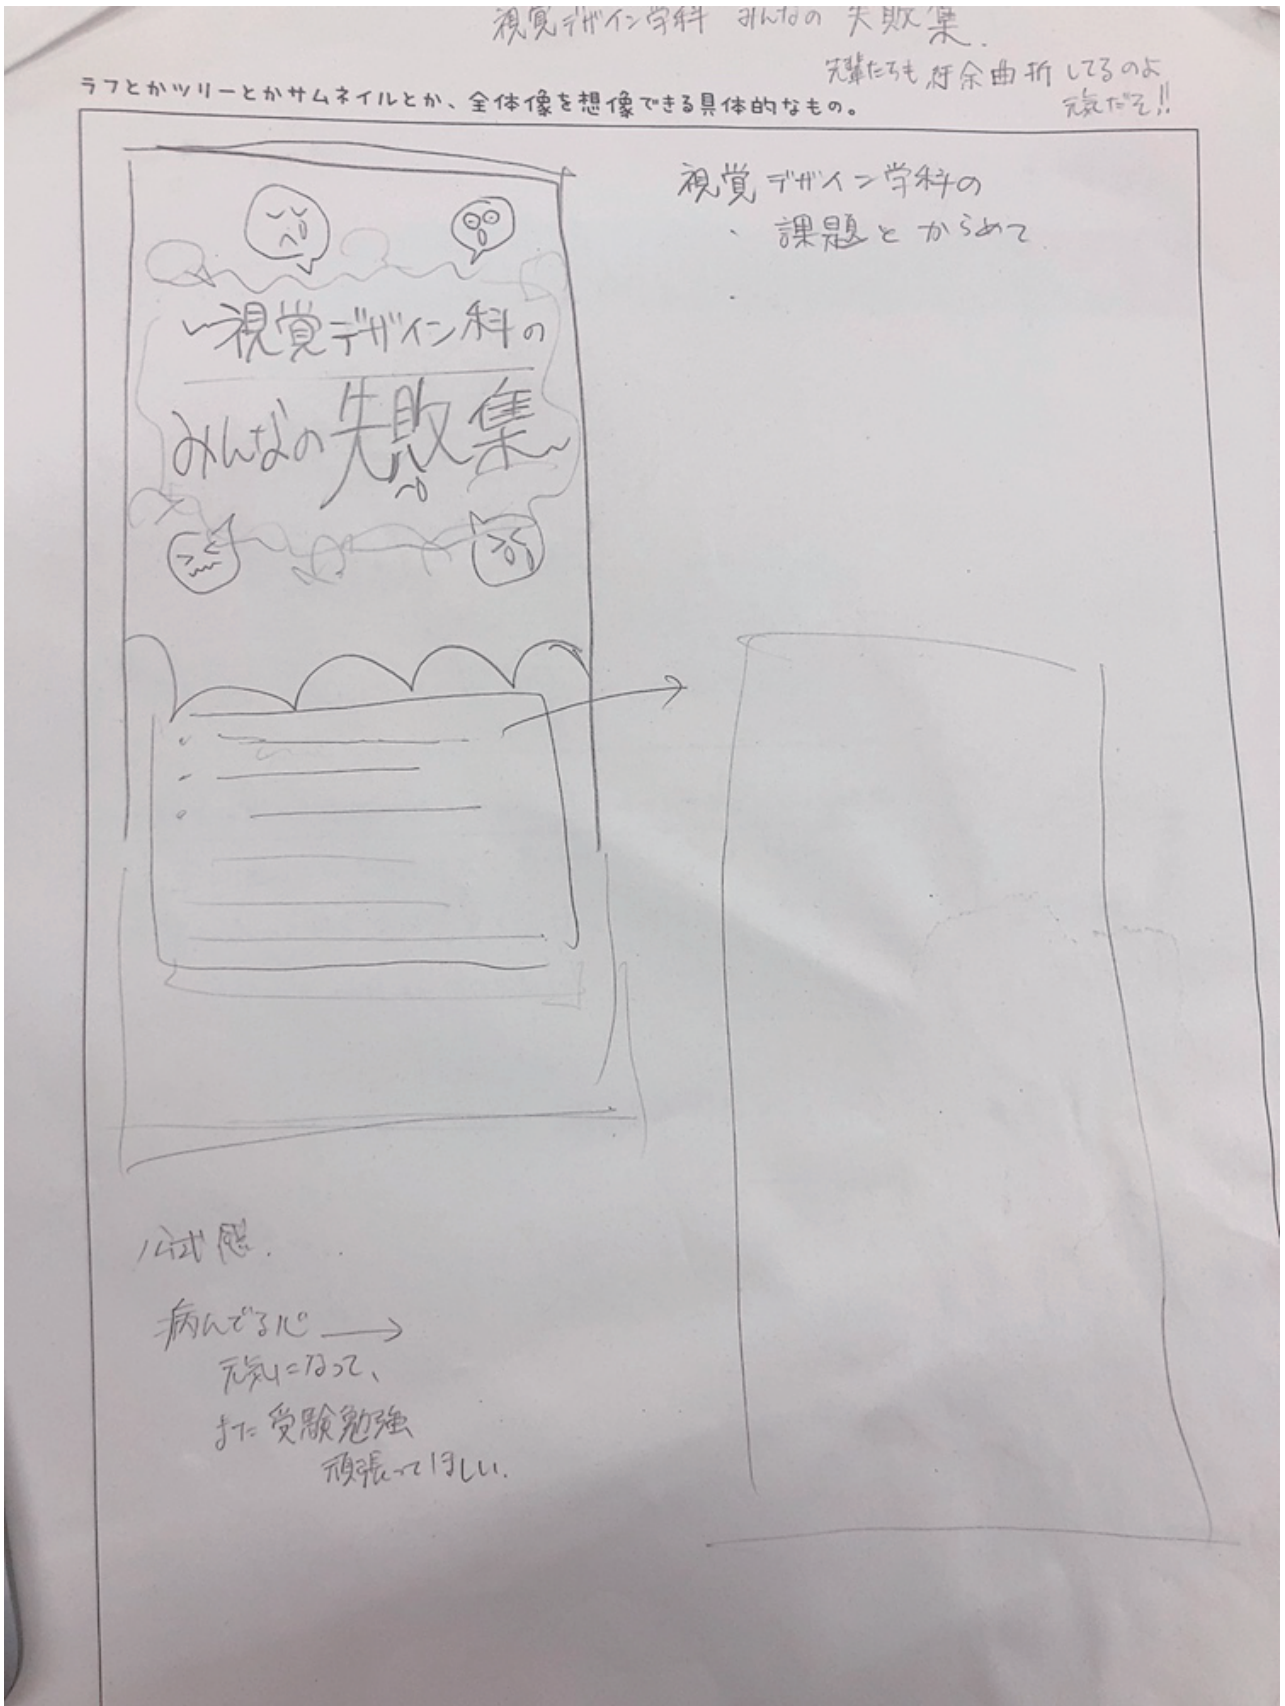 視覚デザイン学科 みんなの 失敗集.
先輩たちも 紆余曲折 してるのよ
元気だぞ!!
ラフとかツリーとかサムネイルとか、全体像を想像できる具体的なもの。
視覚デザイン学科の
・ 課題と からめて
・
〜視覚デザイン科の
みんなの失敗集〜
公式感.
病んでる心 →
元気になって、
また 受験勉強
頑張ってほしい.